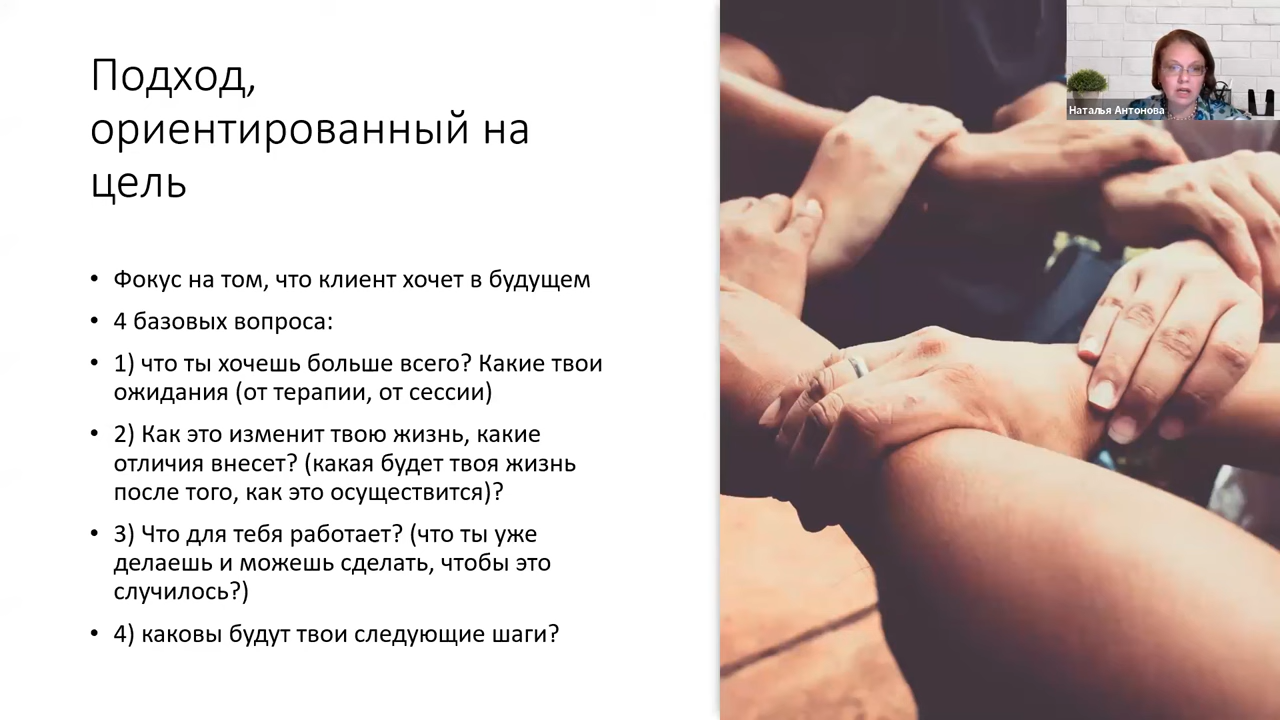 Подход,
ориентированный на
цель
• Фокус на том, что клиент хочет в будущем
• 4 базовых вопроса:
• 1) что ты хочешь больше всего? Какие твои
ожидания (от терапии, от сессии)
• 2) Как это изменит твою жизнь, какие
отличия внесет? (какая будет твоя жизнь
после того, как это осуществится)?
• 3) Что для тебя работает? (что ты уже
делаешь и можешь сделать, чтобы это
случилось?)
• 4) каковы будут твои следующие шаги?
Наталья Антонова